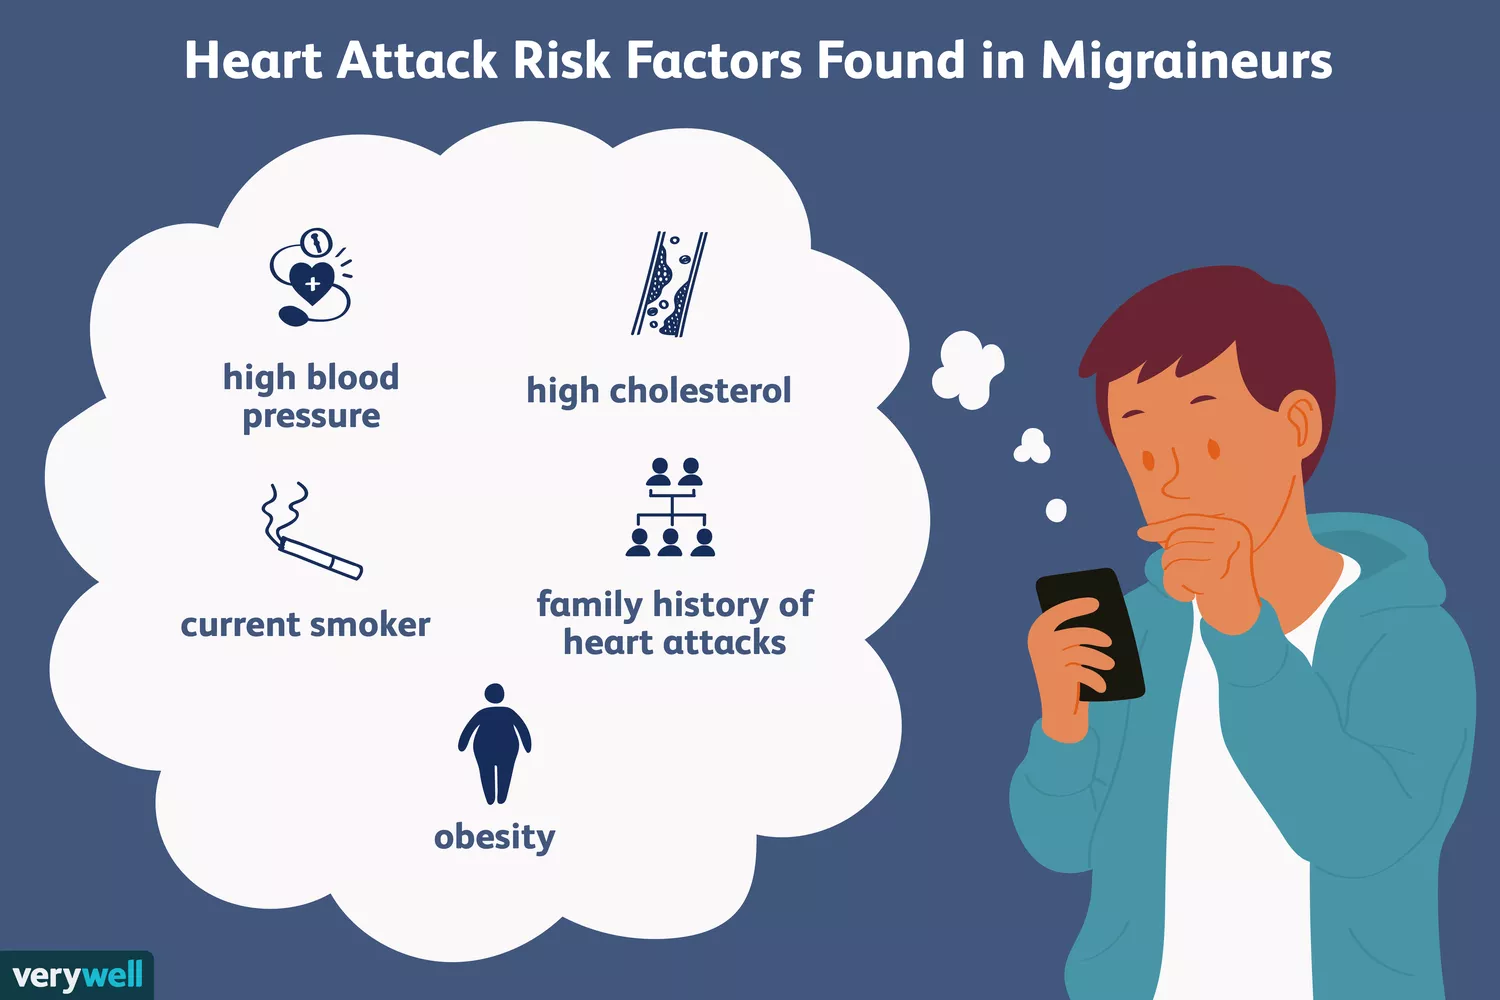 Heart Attack Risk Factors Found in Migraineurs
high blood
pressure
high cholesterol
current smoker
family history of
heart attacks
obesity
verywell